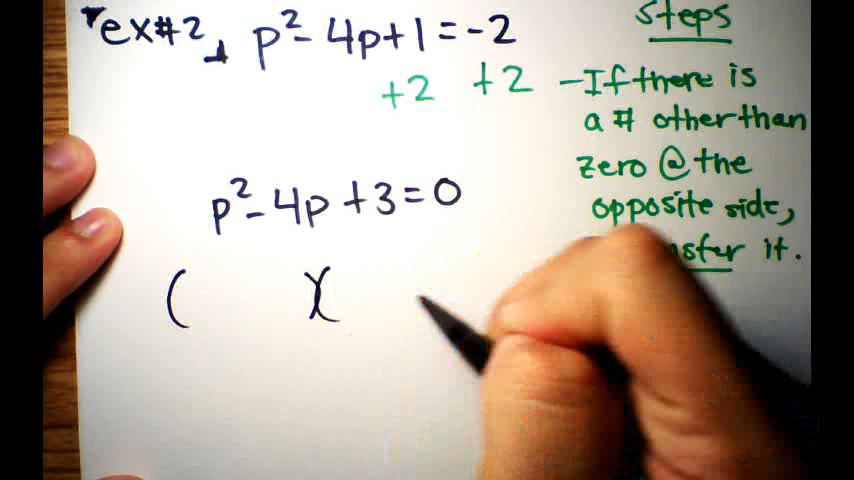 ex#2 p²-4p+1=-2
+2 +2
p²-4p+3=0
( )(
Steps
-If there is
a # other than
zero @ the
opposite side,
it.